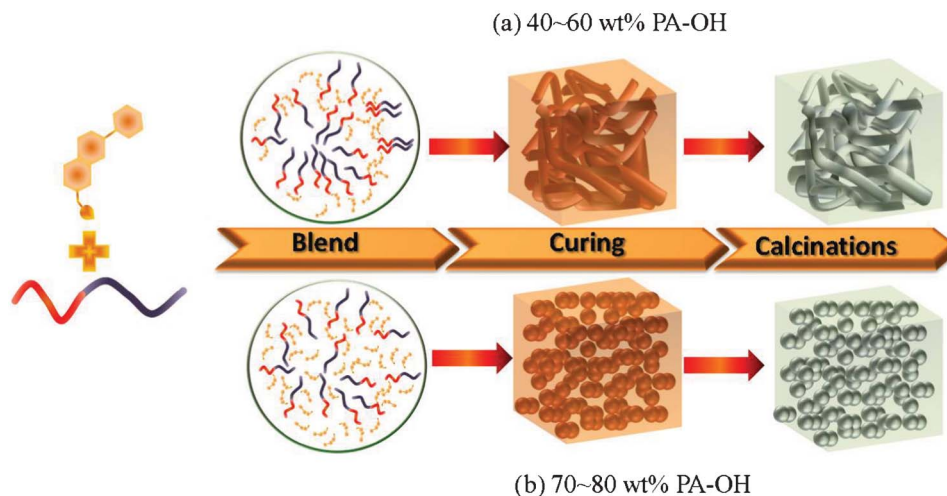 (a) 40~60 wt% PA-OH
Blend
Curing
Calcinations
(b) 70~80 wt% PA-OH